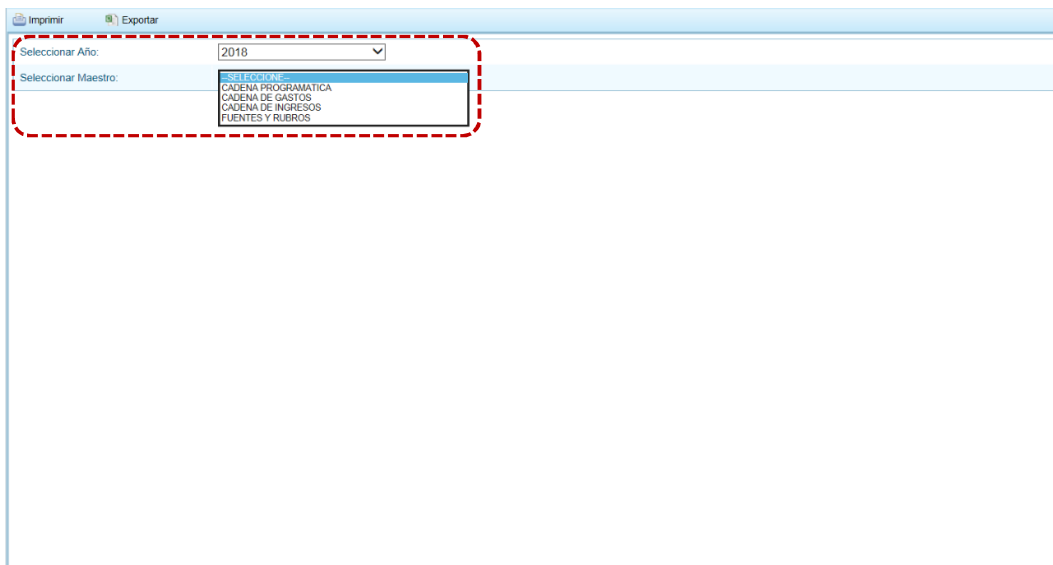 Imprimir Exportar
Seleccionar Año: 2018
Seleccionar Maestro: --SELECCIONE--
CADENA PROGRAMATICA
CADENA DE GASTOS
CADENA DE INGRESOS
FUENTES Y RUBROS